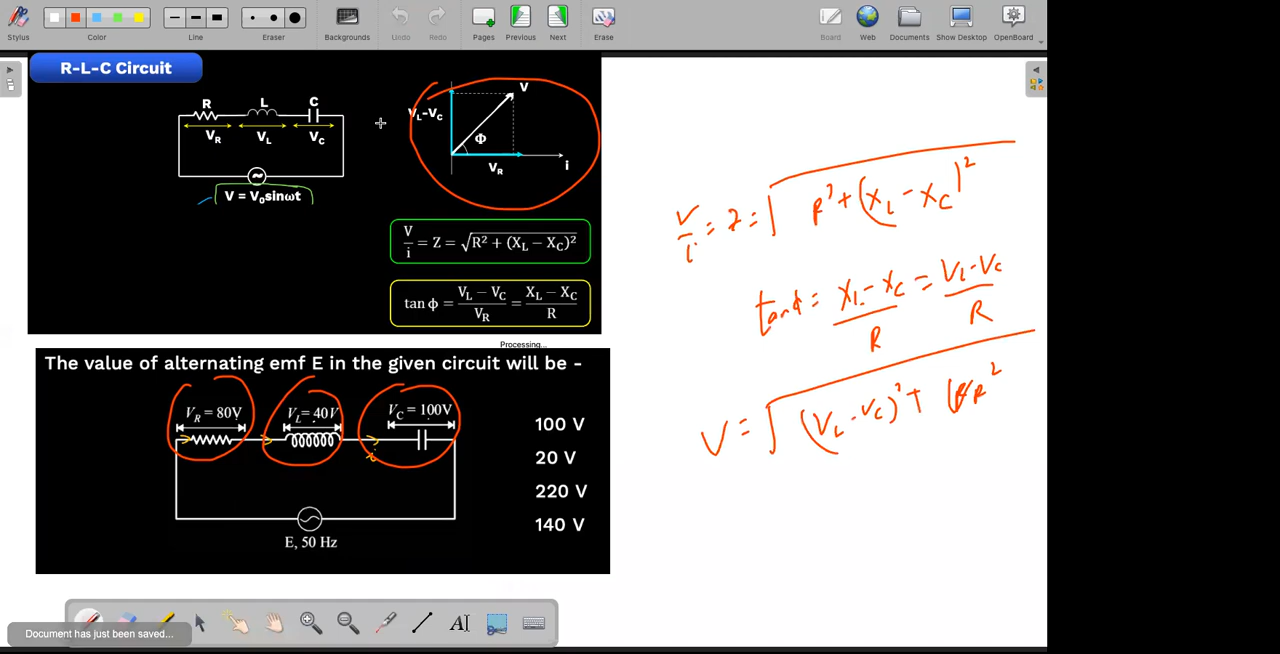 Stylus
Color
Line
Eraser
Backgrounds
Undo
Redo
Pages
Previous
Next
Erase
Board
Web
Documents
Show Desktop
OpenBoard
R-L-C Circuit
R L C
V_R V_L V_C
V = V₀sinωt
V
V_L-V_C
Φ
V_R
i
V/i = Z = √(R² + (X_L − X_C)²)
tan ϕ = (V_L − V_C)/V_R = (X_L − X_C)/R
Processing...
The value of alternating emf E in the given circuit will be -
V_R = 80V V_L = 40V V_C = 100V
i
E, 50 Hz
100 V
20 V
220 V
140 V
V/i = Z = √(R² + (X_L − X_C)²)
tanϕ = (X_L − X_C)/R = (V_L − V_C)/R
V = √((V_L − V_C)² +
Document has just been saved...